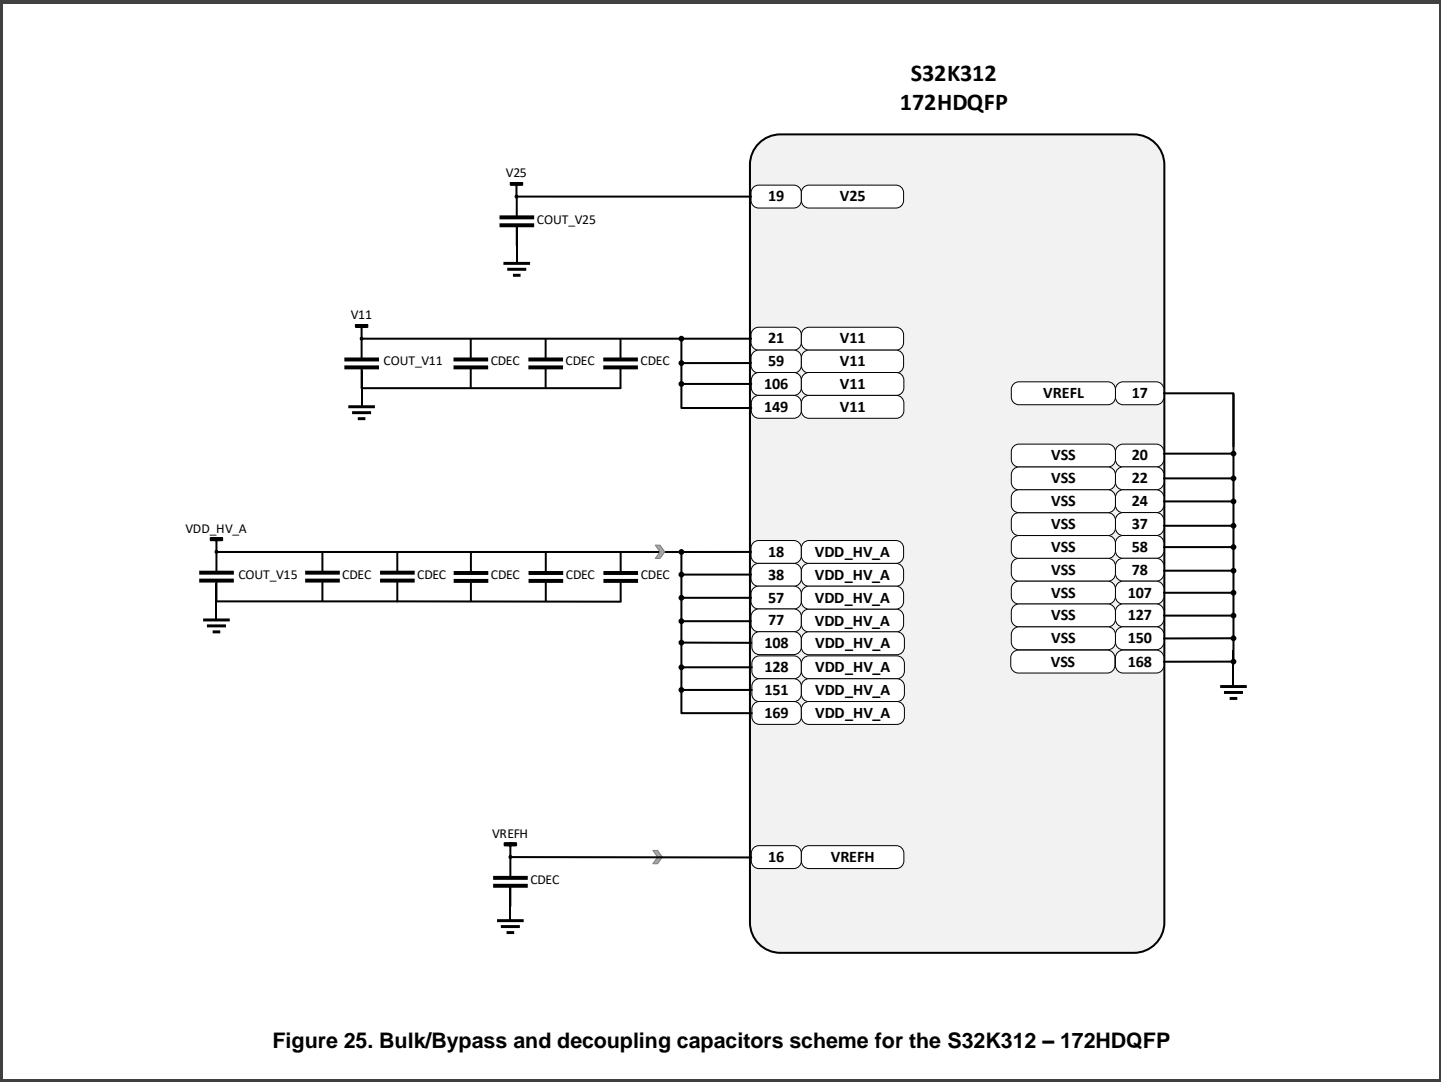 S32K312
172HDQFP
V25
19 V25
COUT_V25
V11
21 V11
COUT_V11 CDEC CDEC CDEC 59 V11
106 V11
149 V11
VREFL 17
VSS 20
VSS 22
VSS 24
VSS 37
VSS 58
VSS 78
VSS 107
VSS 127
VSS 150
VSS 168
VDD_HV_A
18 VDD_HV_A
COUT_V15 CDEC CDEC CDEC CDEC CDEC 38 VDD_HV_A
57 VDD_HV_A
77 VDD_HV_A
108 VDD_HV_A
128 VDD_HV_A
151 VDD_HV_A
169 VDD_HV_A
VREFH
16 VREFH
CDEC
Figure 25. Bulk/Bypass and decoupling capacitors scheme for the S32K312 – 172HDQFP